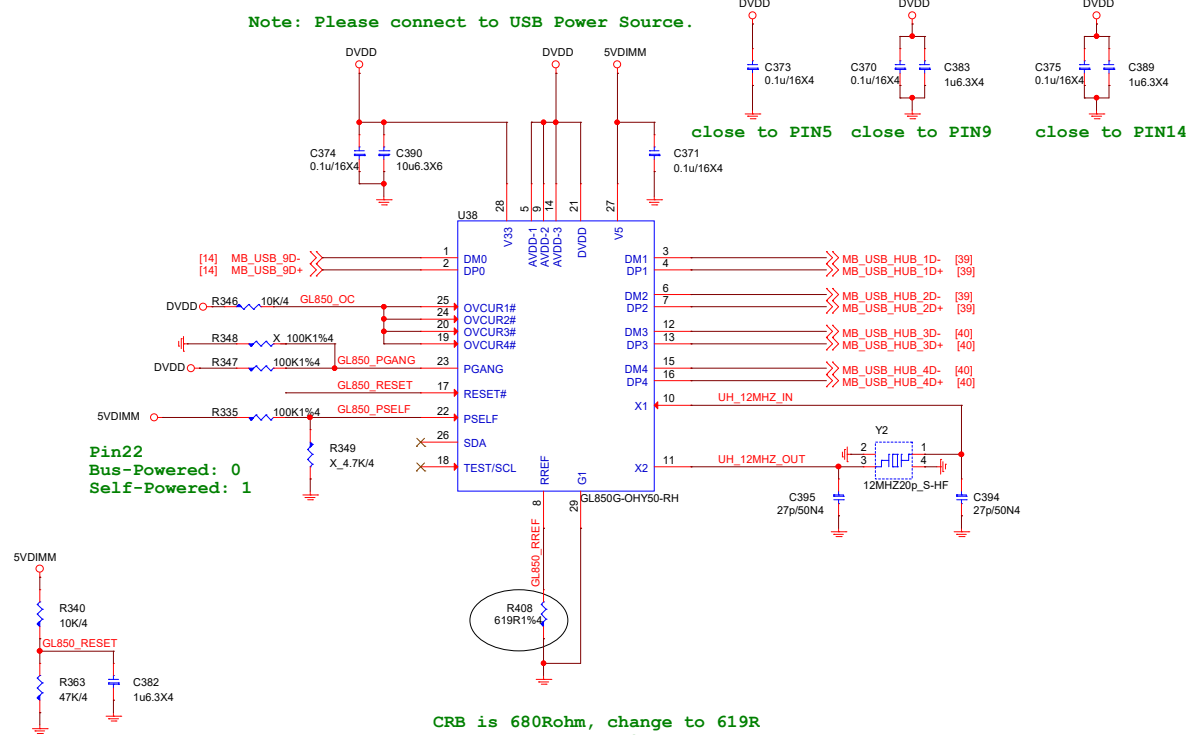 Note: Please connect to USB Power Source.
DVDD
DVDD
5VDIMM
DVDD
DVDD
DVDD
C373
0.1u/16X4
C370
0.1u/16X4
C383
1u6.3X4
C375
0.1u/16X4
C389
1u6.3X4
close to PIN5
close to PIN9
close to PIN14
C374
0.1u/16X4
C390
10u6.3X6
C371
0.1u/16X4
U38
28
5
9
14
21
27
V33
AVDD-1
AVDD-2
AVDD-3
DVDD
V5
[14] MB_USB_9D-
1
DM0
[14] MB_USB_9D+
2
DP0
DVDD
R346
10K/4
GL850_OC
25
OVCUR1#
24
OVCUR2#
20
OVCUR3#
19
OVCUR4#
R348
X_100K1%4
DVDD
R347
100K1%4
GL850_PGANG
23
PGANG
GL850_RESET
17
RESET#
5VDIMM
R335
100K1%4
GL850_PSELF
22
PSELF
26
SDA
18
TEST/SCL
R349
X_4.7K/4
Pin22
Bus-Powered: 0
Self-Powered: 1
DM1
3
MB_USB_HUB_1D- [39]
DP1
4
MB_USB_HUB_1D+ [39]
DM2
6
MB_USB_HUB_2D- [39]
DP2
7
MB_USB_HUB_2D+ [39]
DM3
12
MB_USB_HUB_3D- [40]
DP3
13
MB_USB_HUB_3D+ [40]
DM4
15
MB_USB_HUB_4D- [40]
DP4
16
MB_USB_HUB_4D+ [40]
X1
10
UH_12MHZ_IN
X2
11
UH_12MHZ_OUT
Y2
2
1
3
4
12MHZ20p_S-HF
C395
27p/50N4
C394
27p/50N4
RREF
G1
8
29
GL850G-OHY50-RH
GL850_RREF
R408
619R1%4
5VDIMM
R340
10K/4
GL850_RESET
R363
47K/4
C382
1u6.3X4
CRB is 680Rohm, change to 619R